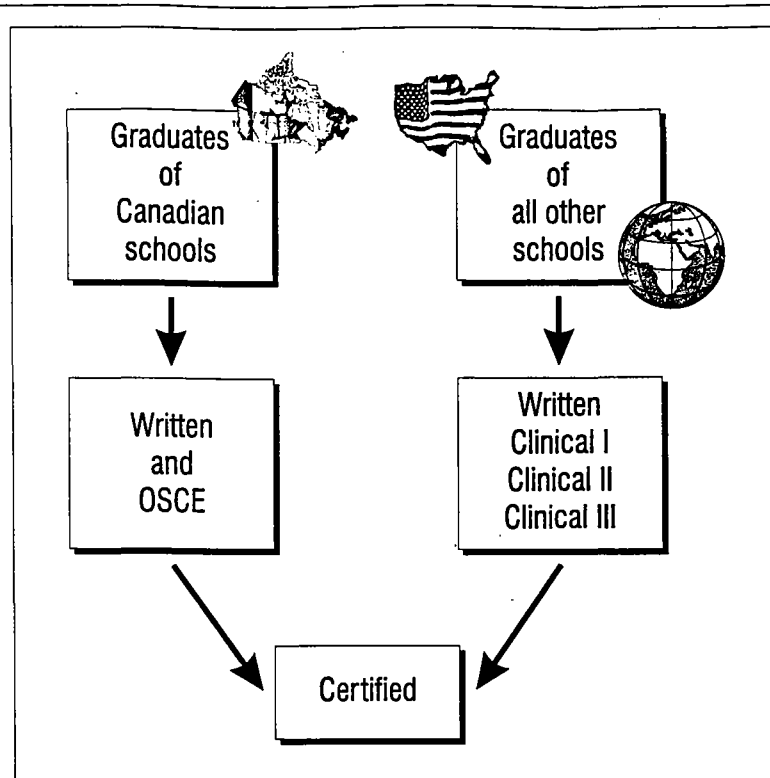 Graduates
of
Canadian
schools
Graduates
of
all other
schools
Written
and
OSCE
Written
Clinical I
Clinical II
Clinical III
Certified